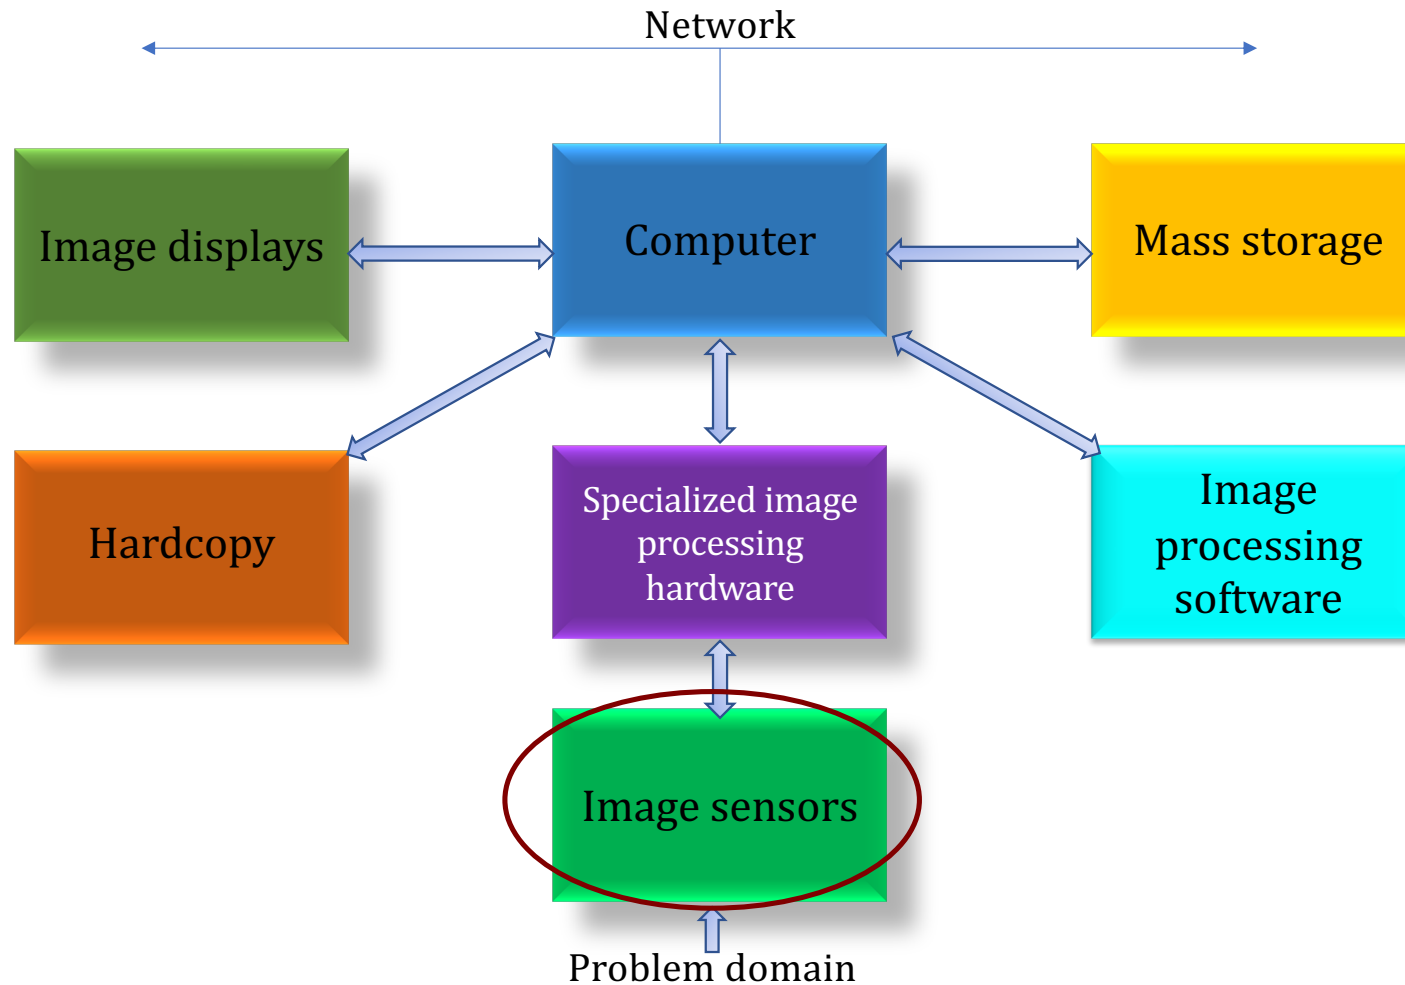 Network
Image displays
Computer
Mass storage
Hardcopy
Specialized image
processing
hardware
Image
processing
software
Image sensors
Problem domain